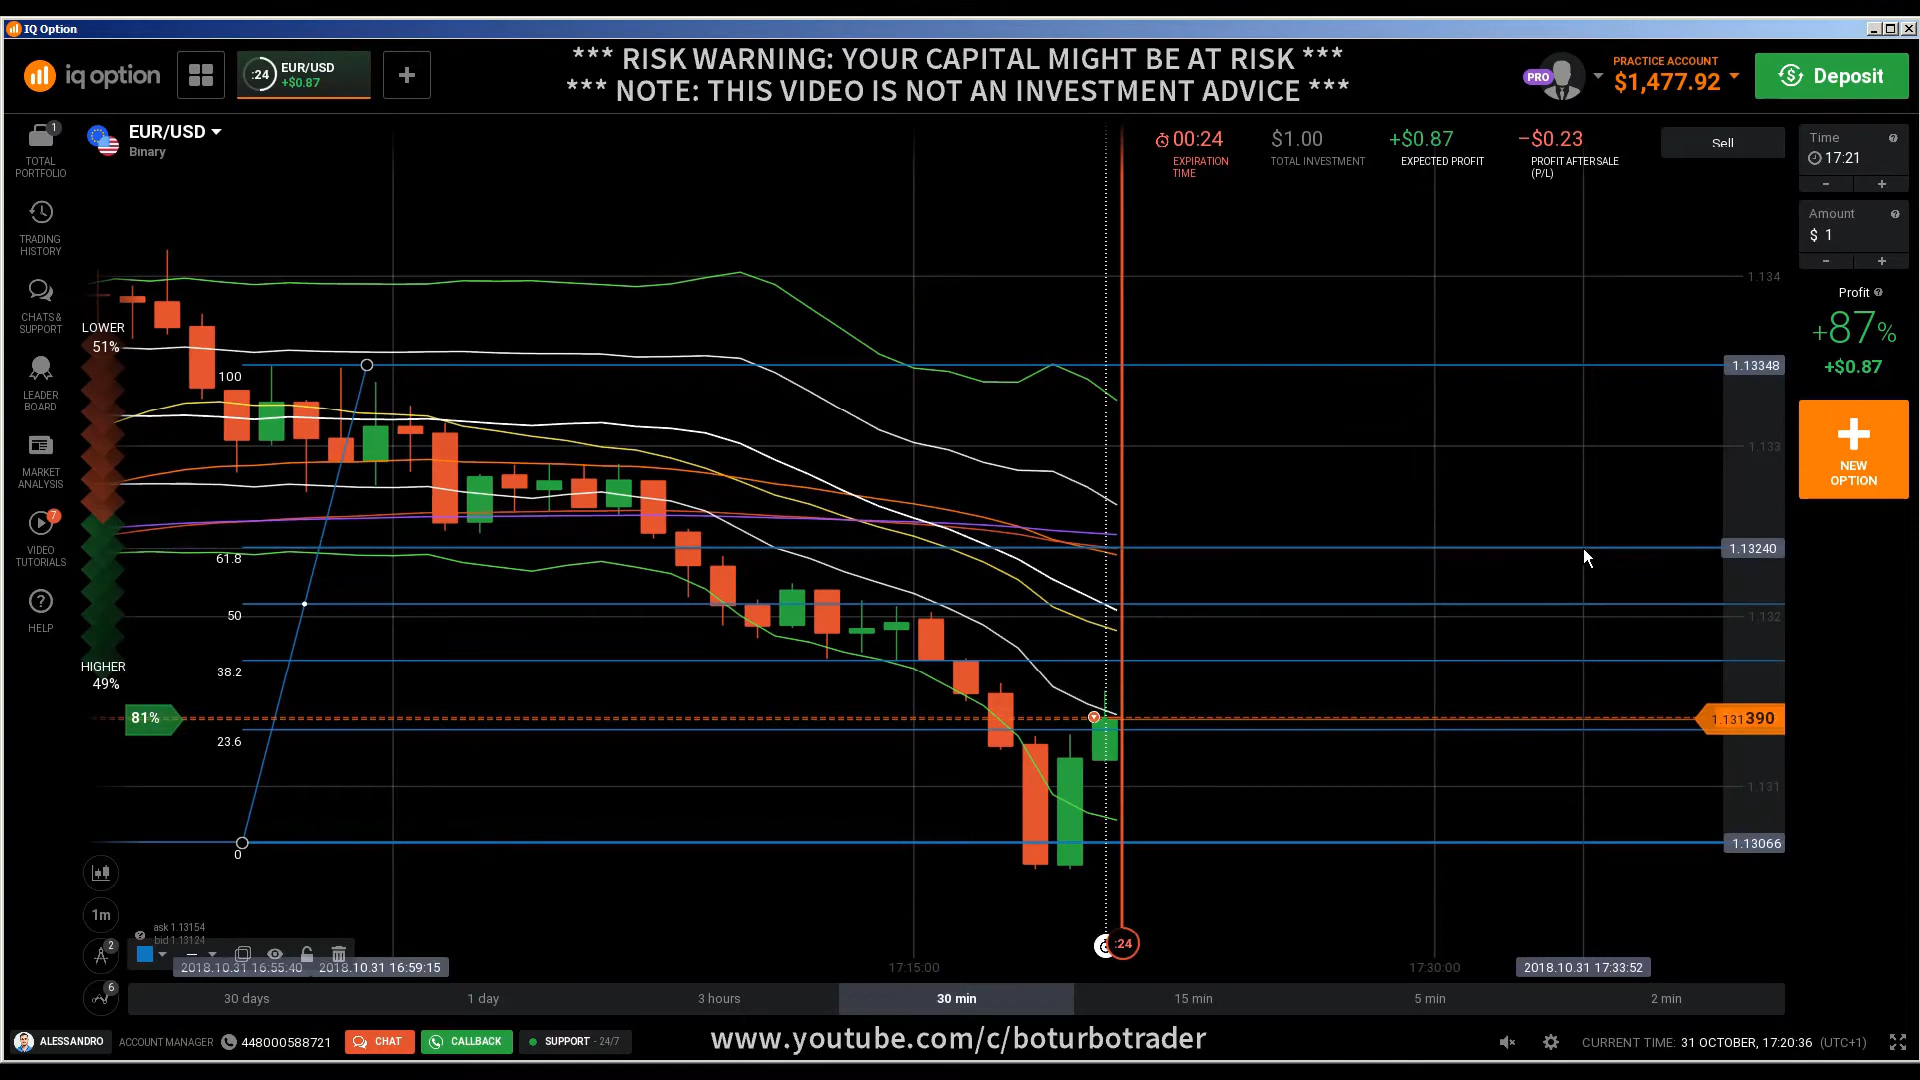 IQ Option
iq option
:24
EUR/USD
+$0.87
*** RISK WARNING: YOUR CAPITAL MIGHT BE AT RISK ***
*** NOTE: THIS VIDEO IS NOT AN INVESTMENT ADVICE ***
PRO
PRACTICE ACCOUNT
$1,477.92
Deposit
1
TOTAL
PORTFOLIO
TRADING
HISTORY
CHATS &
SUPPORT
LEADER
BOARD
MARKET
ANALYSIS
7
VIDEO
TUTORIALS
HELP
EUR/USD
Binary
00:24
EXPIRATION
TIME
$1.00
TOTAL INVESTMENT
+$0.87
EXPECTED PROFIT
−$0.23
PROFIT AFTER SALE
(P/L)
Sell
Time
17:21
Amount
$ 1
Profit
+87%
+$0.87
NEW
OPTION
LOWER
51%
HIGHER
49%
81%
100
61.8
50
38.2
23.6
0
1.134
1.13348
1.133
1.13240
1.132
1.131390
1.131
1.13066
:24
1m
2
6
ask 1.13154
bid 1.13124
2018.10.31 16:55:40
2018.10.31 16:59:15
17:15:00
17:30:00
2018.10.31 17:33:52
30 days
1 day
3 hours
30 min
15 min
5 min
2 min
ALESSANDRO
ACCOUNT MANAGER
448000588721
CHAT
CALLBACK
SUPPORT - 24/7
www.youtube.com/c/boturbotrader
CURRENT TIME: 31 OCTOBER, 17:20:36 (UTC+1)